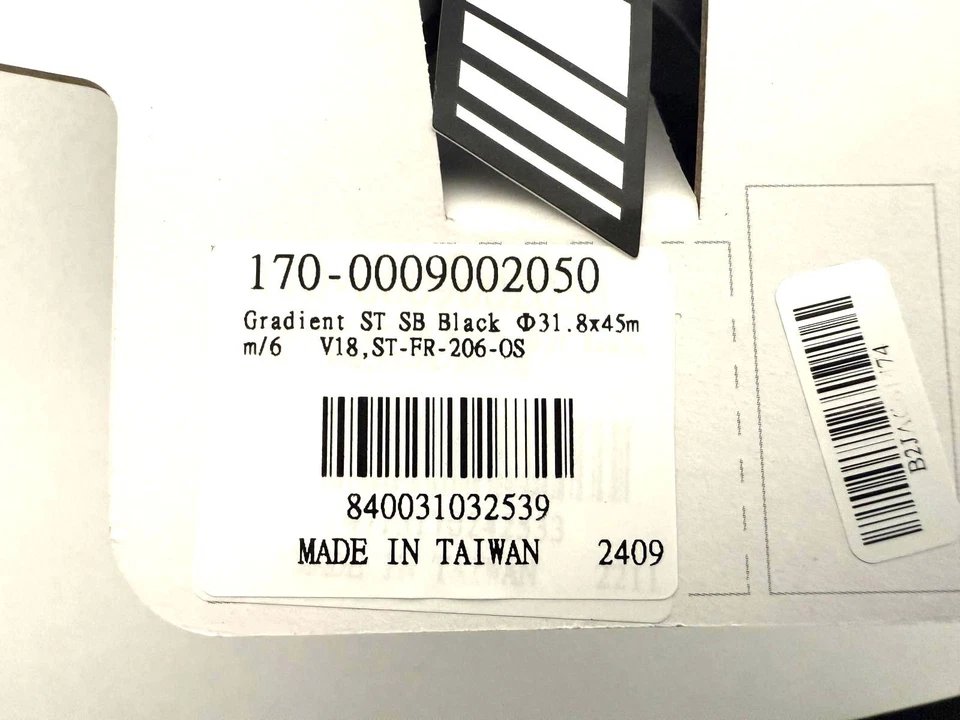 170-0009002050
Gradient ST SB Black Φ31.8x45m
m/6 V18,ST-FR-206-OS
840031032539
MADE IN TAIWAN 2409